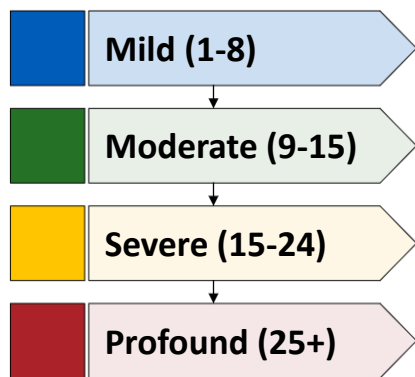 Mild (1-8)
Moderate (9-15)
Severe (15-24)
Profound (25+)